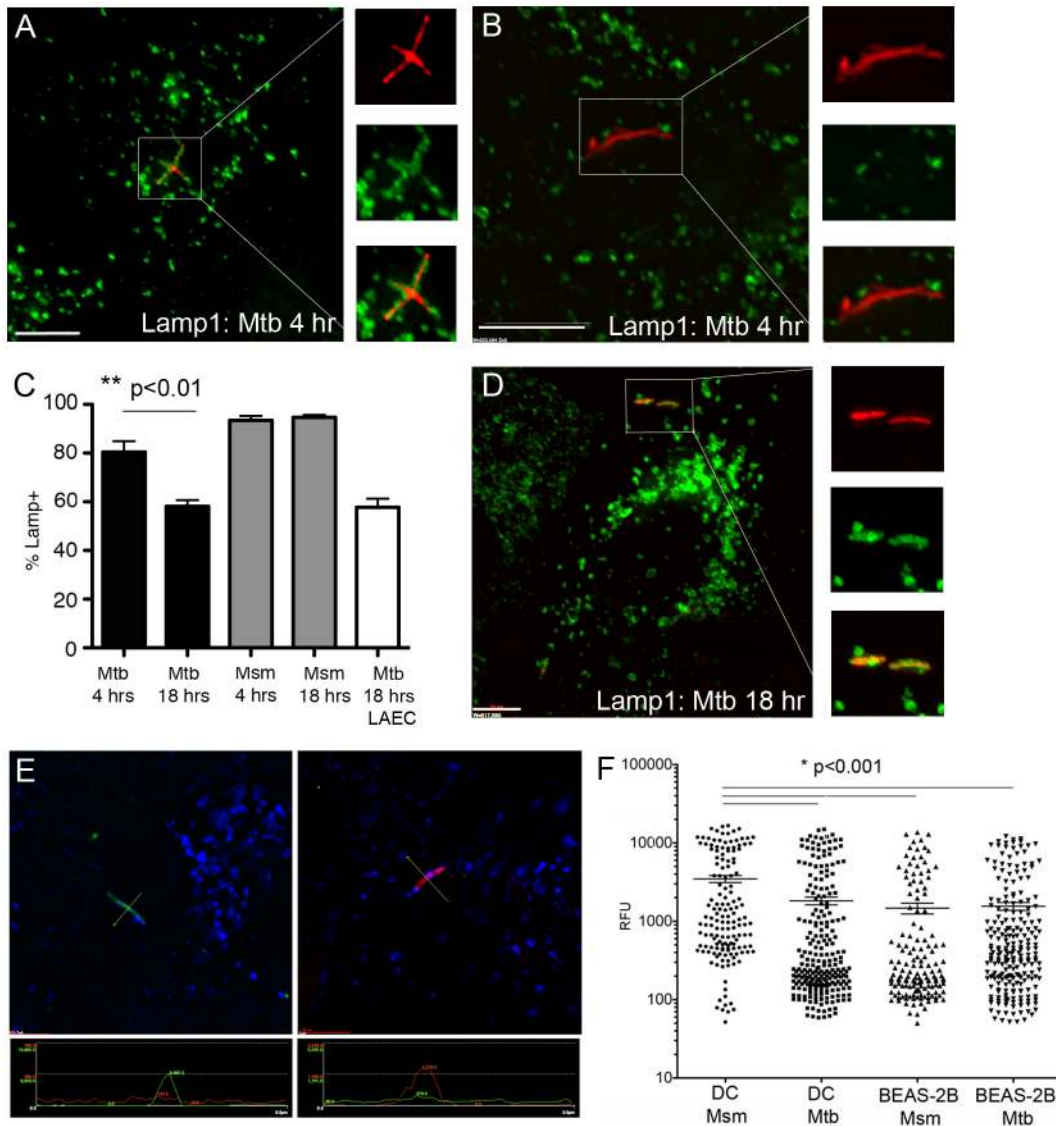 A
Lamp1: Mtb 4 hr
B
Lamp1: Mtb 4 hr
C
** p<0.01
% Lamp+
100
80
60
40
20
0
Mtb
4 hrs
Mtb
18 hrs
Msm
4 hrs
Msm
18 hrs
Mtb
18 hrs
LAEC
D
Lamp1: Mtb 18 hr
E
F
* p<0.001
RFU
100000
10000
1000
100
10
DC
Msm
DC
Mtb
BEAS-2B
Msm
BEAS-2B
Mtb